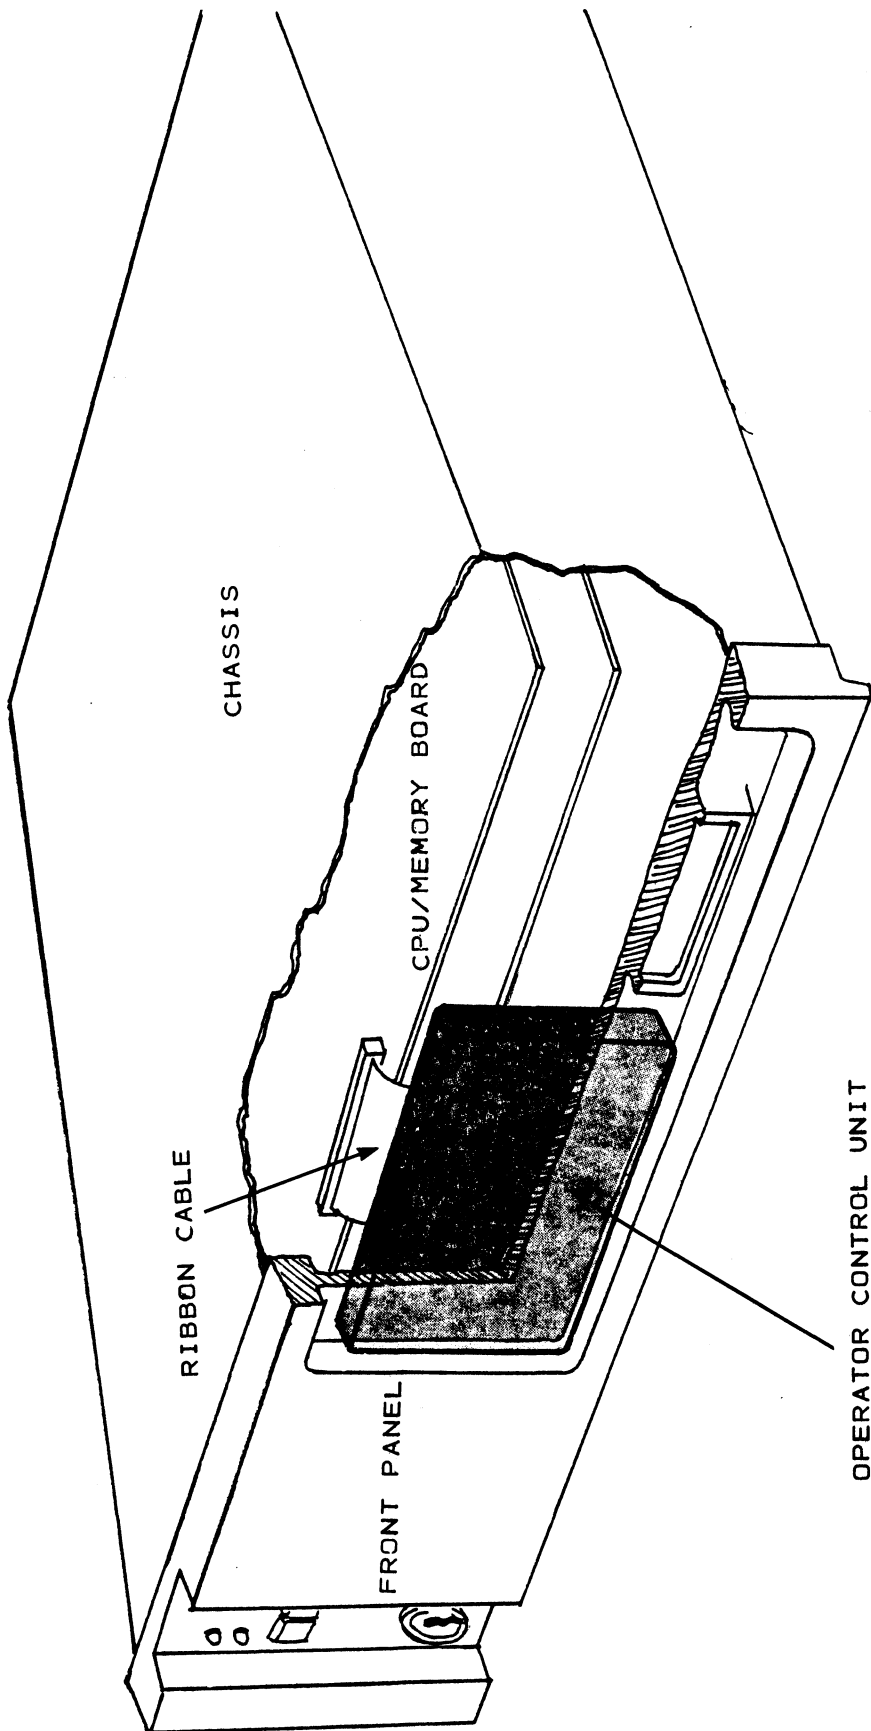 CHASSIS
CPU/MEMORY BOARD
RIBBON CABLE
FRONT PANEL
OPERATOR CONTROL UNIT